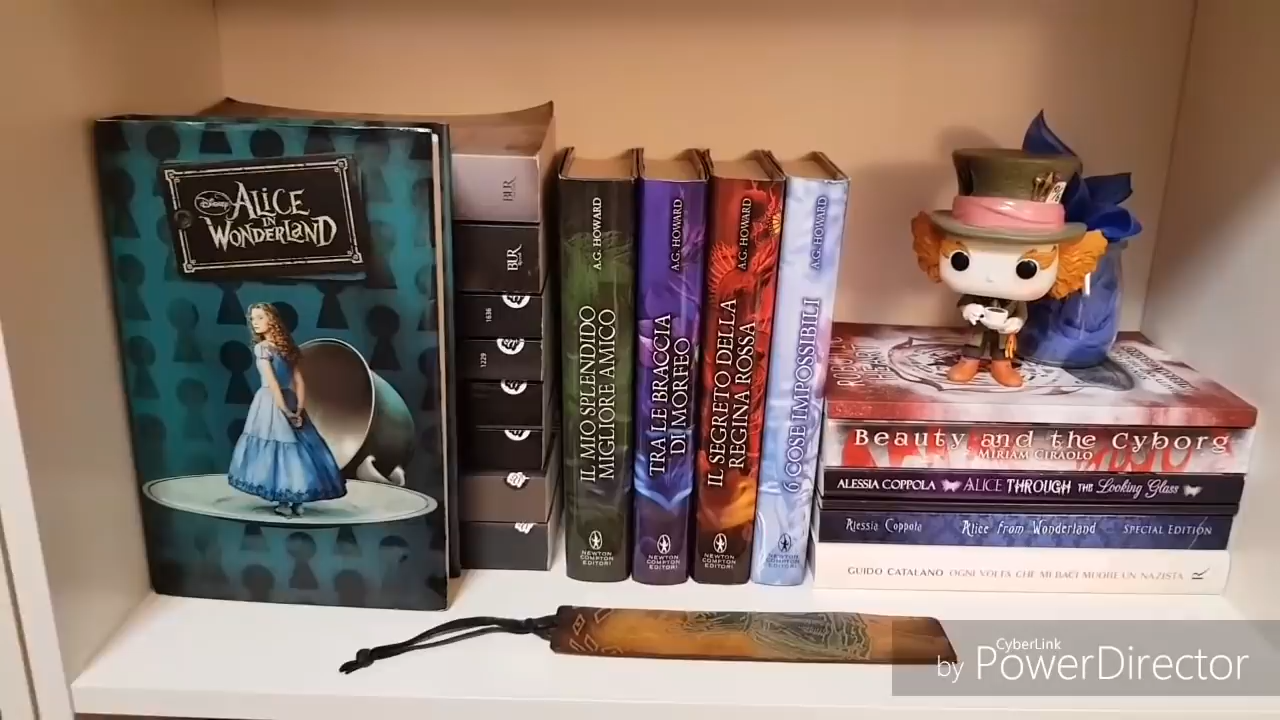 Disney
ALICE
IN
WONDERLAND
BUR
BUR
1636
1229
A.G. HOWARD
IL MIO SPLENDIDO
MIGLIORE AMICO
NEWTON
COMPTON
EDITORI
A.G. HOWARD
TRA LE BRACCIA
DI MORFEO
NEWTON
COMPTON
EDITORI
A.G. HOWARD
IL SEGRETO DELLA
REGINA ROSSA
NEWTON
COMPTON
EDITORI
A.G. HOWARD
6 COSE IMPOSSIBILI
NEWTON
COMPTON
EDITORI
Beauty and the Cyborg
MIRIAM CIRAOLO
ALESSIA COPPOLA ALICE THROUGH THE Looking Glass
Alessia Coppola Alice from Wonderland SPECIAL EDITION
GUIDO CATALANO OGNI VOLTA CHE MI BACI MUORE UN NAZISTA
CyberLink
by PowerDirector